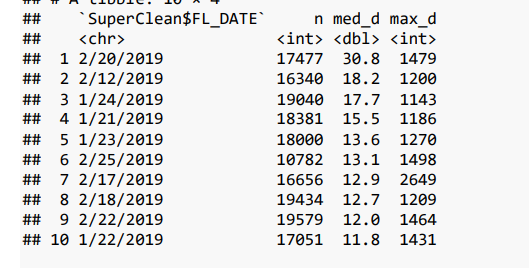 ## # A tibble: 10 × 4
## `SuperClean$FL_DATE` n med_d max_d
## <chr> <int> <dbl> <int>
## 1 2/20/2019 17477 30.8 1479
## 2 2/12/2019 16340 18.2 1200
## 3 1/24/2019 19040 17.7 1143
## 4 1/21/2019 18381 15.5 1186
## 5 1/23/2019 18000 13.6 1270
## 6 2/25/2019 10782 13.1 1498
## 7 2/17/2019 16656 12.9 2649
## 8 2/18/2019 19434 12.7 1209
## 9 2/22/2019 19579 12.0 1464
## 10 1/22/2019 17051 11.8 1431